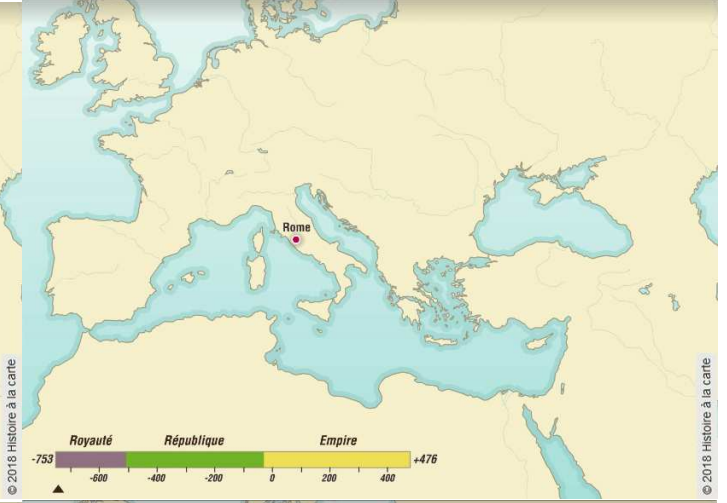 Rome
Royauté République Empire
-753 +476
-600 -400 -200 0 200 400
© 2018 Histoire à la carte
© 2018 Histoire à la carte